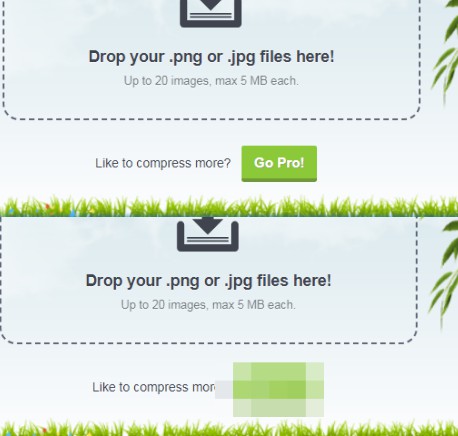 Drop your .png or .jpg files here!
Up to 20 images, max 5 MB each.
Like to compress more? Go Pro!
Drop your .png or .jpg files here!
Up to 20 images, max 5 MB each.
Like to compress